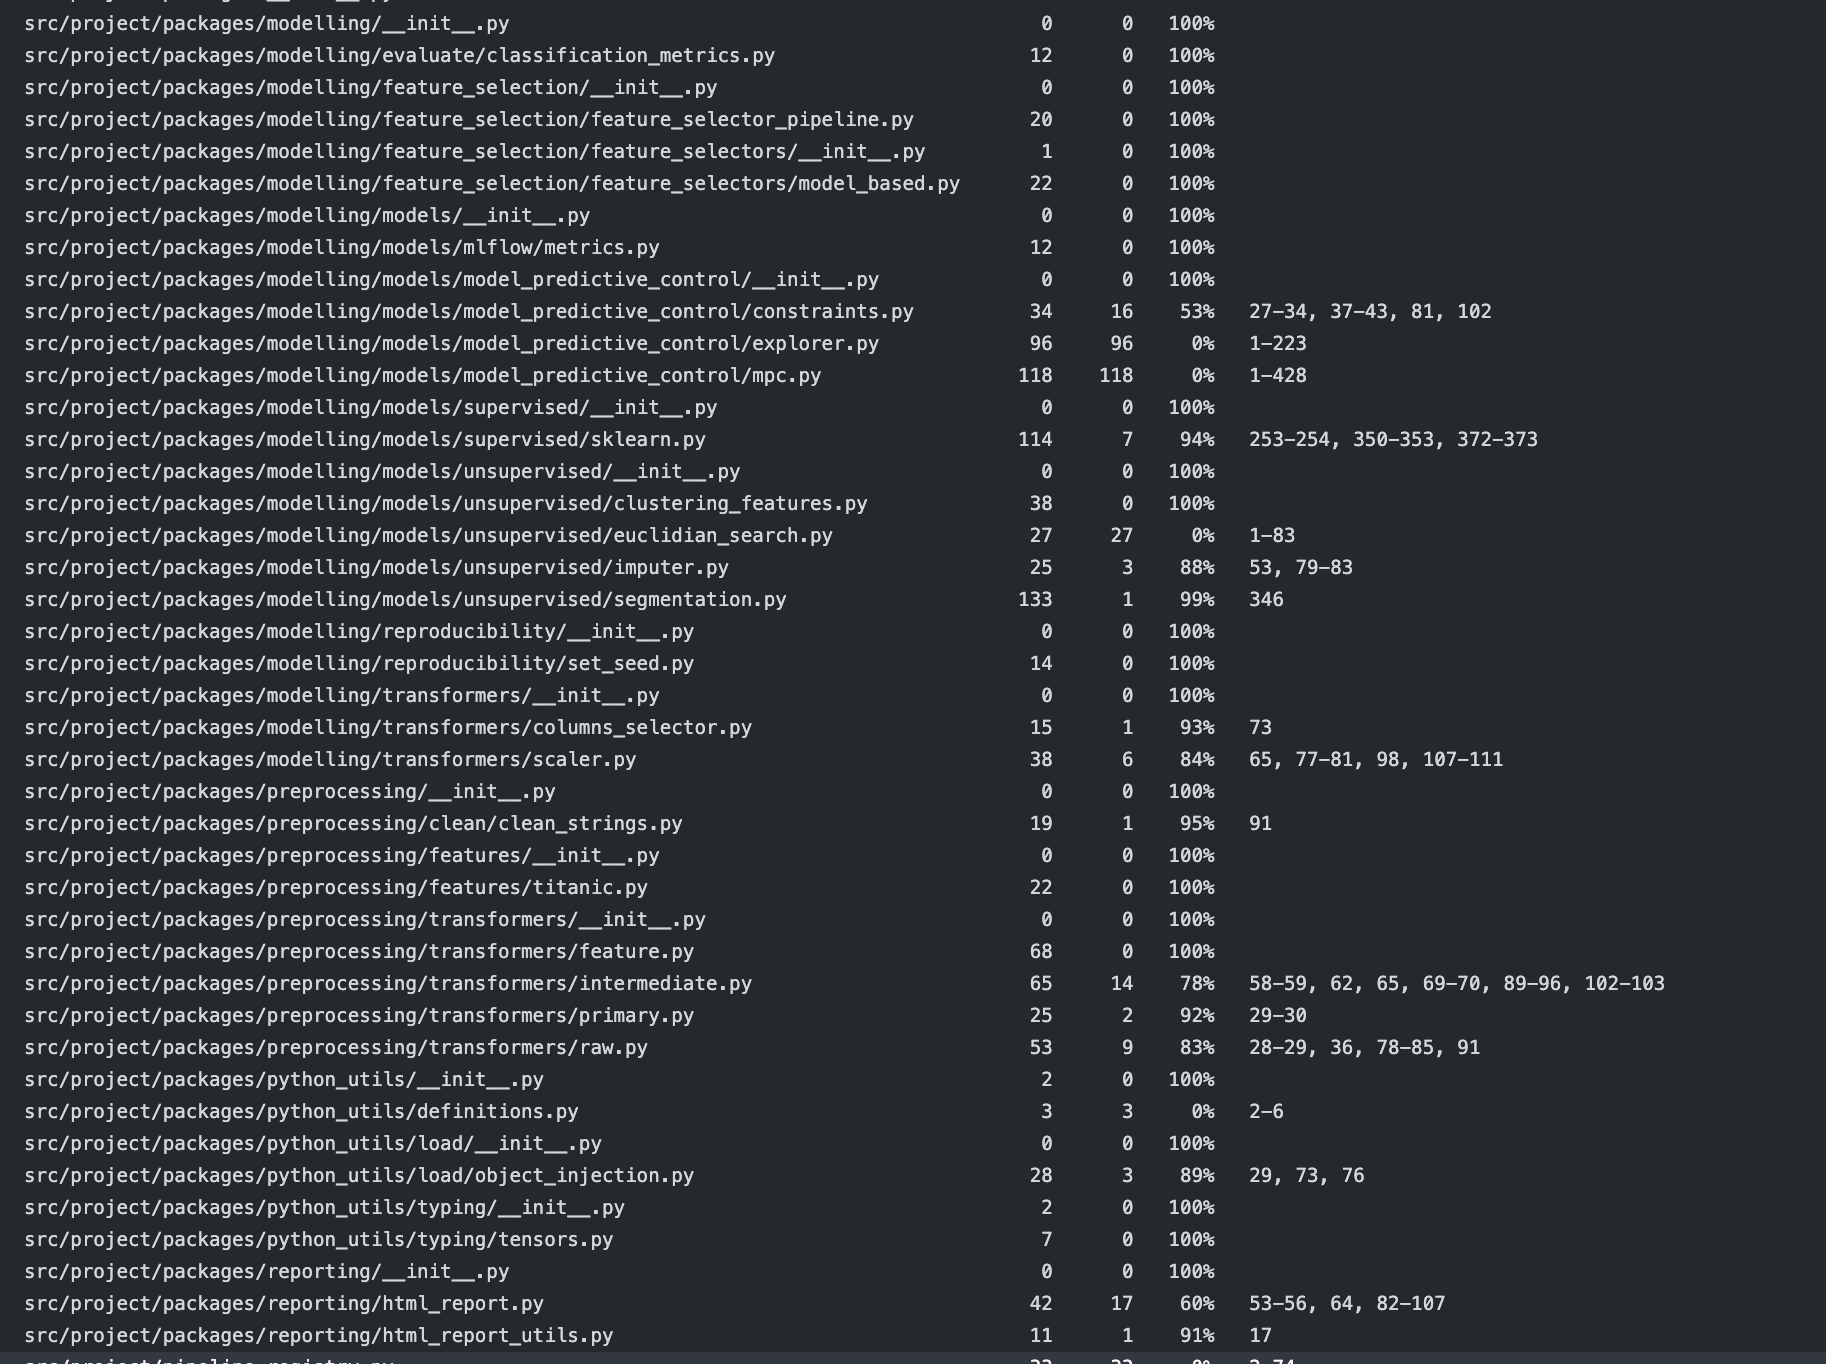 src/project/packages/modelling/__init__.py 0 0 100%
src/project/packages/modelling/evaluate/classification_metrics.py 12 0 100%
src/project/packages/modelling/feature_selection/__init__.py 0 0 100%
src/project/packages/modelling/feature_selection/feature_selector_pipeline.py 20 0 100%
src/project/packages/modelling/feature_selection/feature_selectors/__init__.py 1 0 100%
src/project/packages/modelling/feature_selection/feature_selectors/model_based.py 22 0 100%
src/project/packages/modelling/models/__init__.py 0 0 100%
src/project/packages/modelling/models/mlflow/metrics.py 12 0 100%
src/project/packages/modelling/models/model_predictive_control/__init__.py 0 0 100%
src/project/packages/modelling/models/model_predictive_control/constraints.py 34 16 53% 27-34, 37-43, 81, 102
src/project/packages/modelling/models/model_predictive_control/explorer.py 96 96 0% 1-223
src/project/packages/modelling/models/model_predictive_control/mpc.py 118 118 0% 1-428
src/project/packages/modelling/models/supervised/__init__.py 0 0 100%
src/project/packages/modelling/models/supervised/sklearn.py 114 7 94% 253-254, 350-353, 372-373
src/project/packages/modelling/models/unsupervised/__init__.py 0 0 100%
src/project/packages/modelling/models/unsupervised/clustering_features.py 38 0 100%
src/project/packages/modelling/models/unsupervised/euclidian_search.py 27 27 0% 1-83
src/project/packages/modelling/models/unsupervised/imputer.py 25 3 88% 53, 79-83
src/project/packages/modelling/models/unsupervised/segmentation.py 133 1 99% 346
src/project/packages/modelling/reproducibility/__init__.py 0 0 100%
src/project/packages/modelling/reproducibility/set_seed.py 14 0 100%
src/project/packages/modelling/transformers/__init__.py 0 0 100%
src/project/packages/modelling/transformers/columns_selector.py 15 1 93% 73
src/project/packages/modelling/transformers/scaler.py 38 6 84% 65, 77-81, 98, 107-111
src/project/packages/preprocessing/__init__.py 0 0 100%
src/project/packages/preprocessing/clean/clean_strings.py 19 1 95% 91
src/project/packages/preprocessing/features/__init__.py 0 0 100%
src/project/packages/preprocessing/features/titanic.py 22 0 100%
src/project/packages/preprocessing/transformers/__init__.py 0 0 100%
src/project/packages/preprocessing/transformers/feature.py 68 0 100%
src/project/packages/preprocessing/transformers/intermediate.py 65 14 78% 58-59, 62, 65, 69-70, 89-96, 102-103
src/project/packages/preprocessing/transformers/primary.py 25 2 92% 29-30
src/project/packages/preprocessing/transformers/raw.py 53 9 83% 28-29, 36, 78-85, 91
src/project/packages/python_utils/__init__.py 2 0 100%
src/project/packages/python_utils/definitions.py 3 3 0% 2-6
src/project/packages/python_utils/load/__init__.py 0 0 100%
src/project/packages/python_utils/load/object_injection.py 28 3 89% 29, 73, 76
src/project/packages/python_utils/typing/__init__.py 2 0 100%
src/project/packages/python_utils/typing/tensors.py 7 0 100%
src/project/packages/reporting/__init__.py 0 0 100%
src/project/packages/reporting/html_report.py 42 17 60% 53-56, 64, 82-107
src/project/packages/reporting/html_report_utils.py 11 1 91% 17